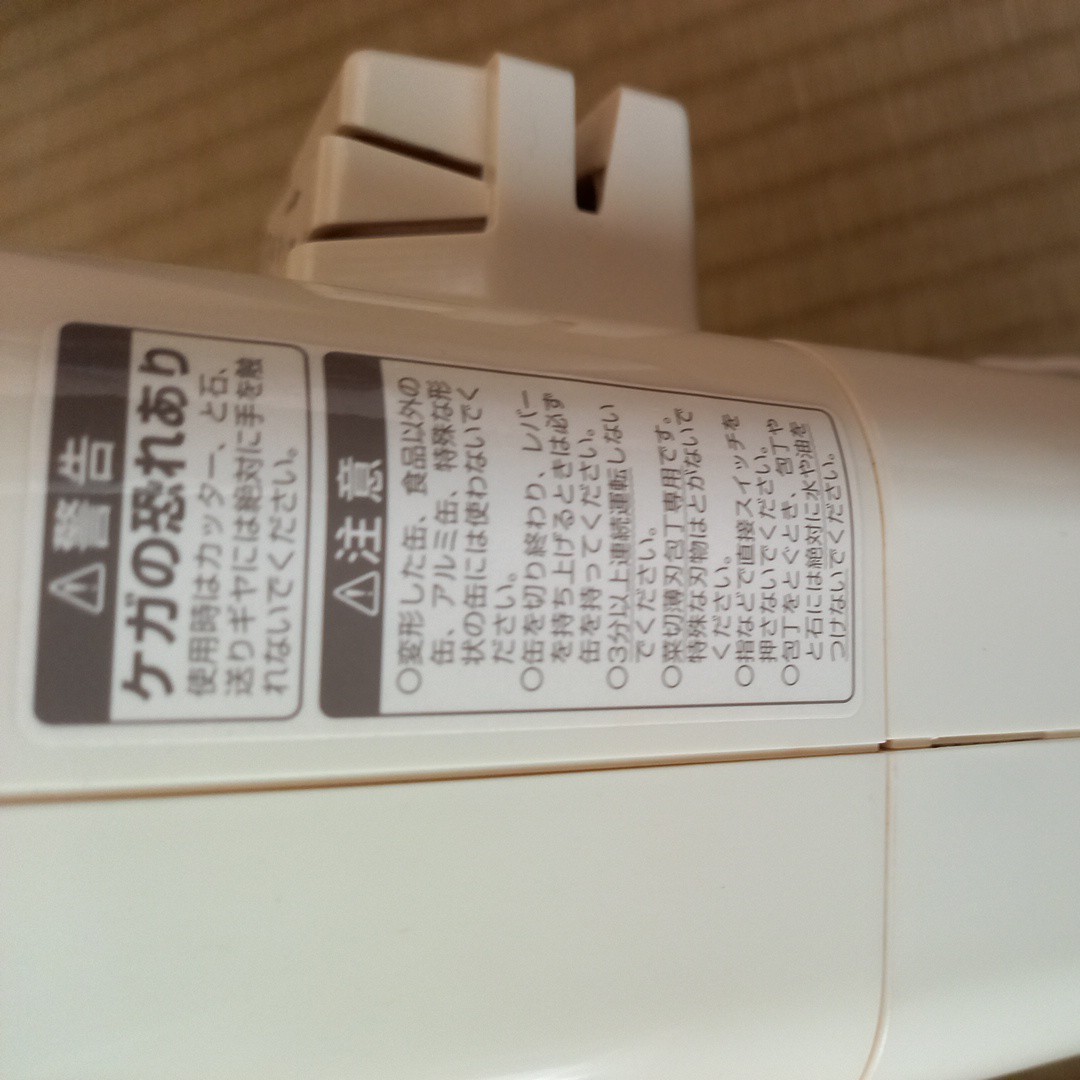 警告
ケガの恐れあり
使用時はカッター、と石、
送りギヤには絶対に手を触
れないでください。
注意
○変形した缶、食品以外の
缶、アルミ缶、特殊な形
状の缶には使わないでく
ださい。
○缶を切り終わり、レバー
を持ち上げるときは必ず
缶を持ってください。
○3分以上連続運転しない
でください。
○菜切薄刃包丁専用です。
特殊な刃物はとがないで
ください。
○指などで直接スイッチを
押さないでください。
○包丁をとぐとき、包丁や
と石には絶対に水や油を
つけないでください。